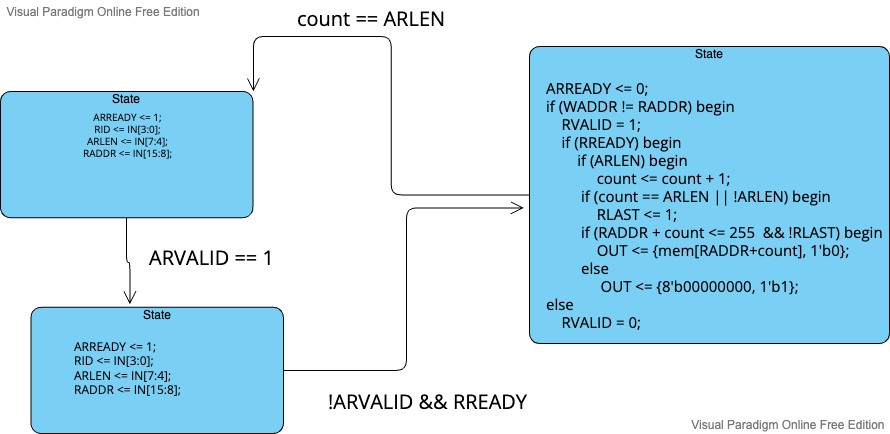 Visual Paradigm Online Free Edition
count == ARLEN
State
ARREADY <= 1;
RID <= IN[3:0];
ARLEN <= IN[7:4];
RADDR <= IN[15:8];
ARVALID == 1
State
ARREADY <= 1;
RID <= IN[3:0];
ARLEN <= IN[7:4];
RADDR <= IN[15:8];
!ARVALID && RREADY
State
ARREADY <= 0;
if (WADDR != RADDR) begin
RVALID = 1;
if (RREADY) begin
if (ARLEN) begin
count <= count + 1;
if (count == ARLEN || !ARLEN) begin
RLAST <= 1;
if (RADDR + count <= 255 && !RLAST) begin
OUT <= {mem[RADDR+count], 1'b0};
else
OUT <= {8'b00000000, 1'b1};
else
RVALID = 0;
Visual Paradigm Online Free Edition